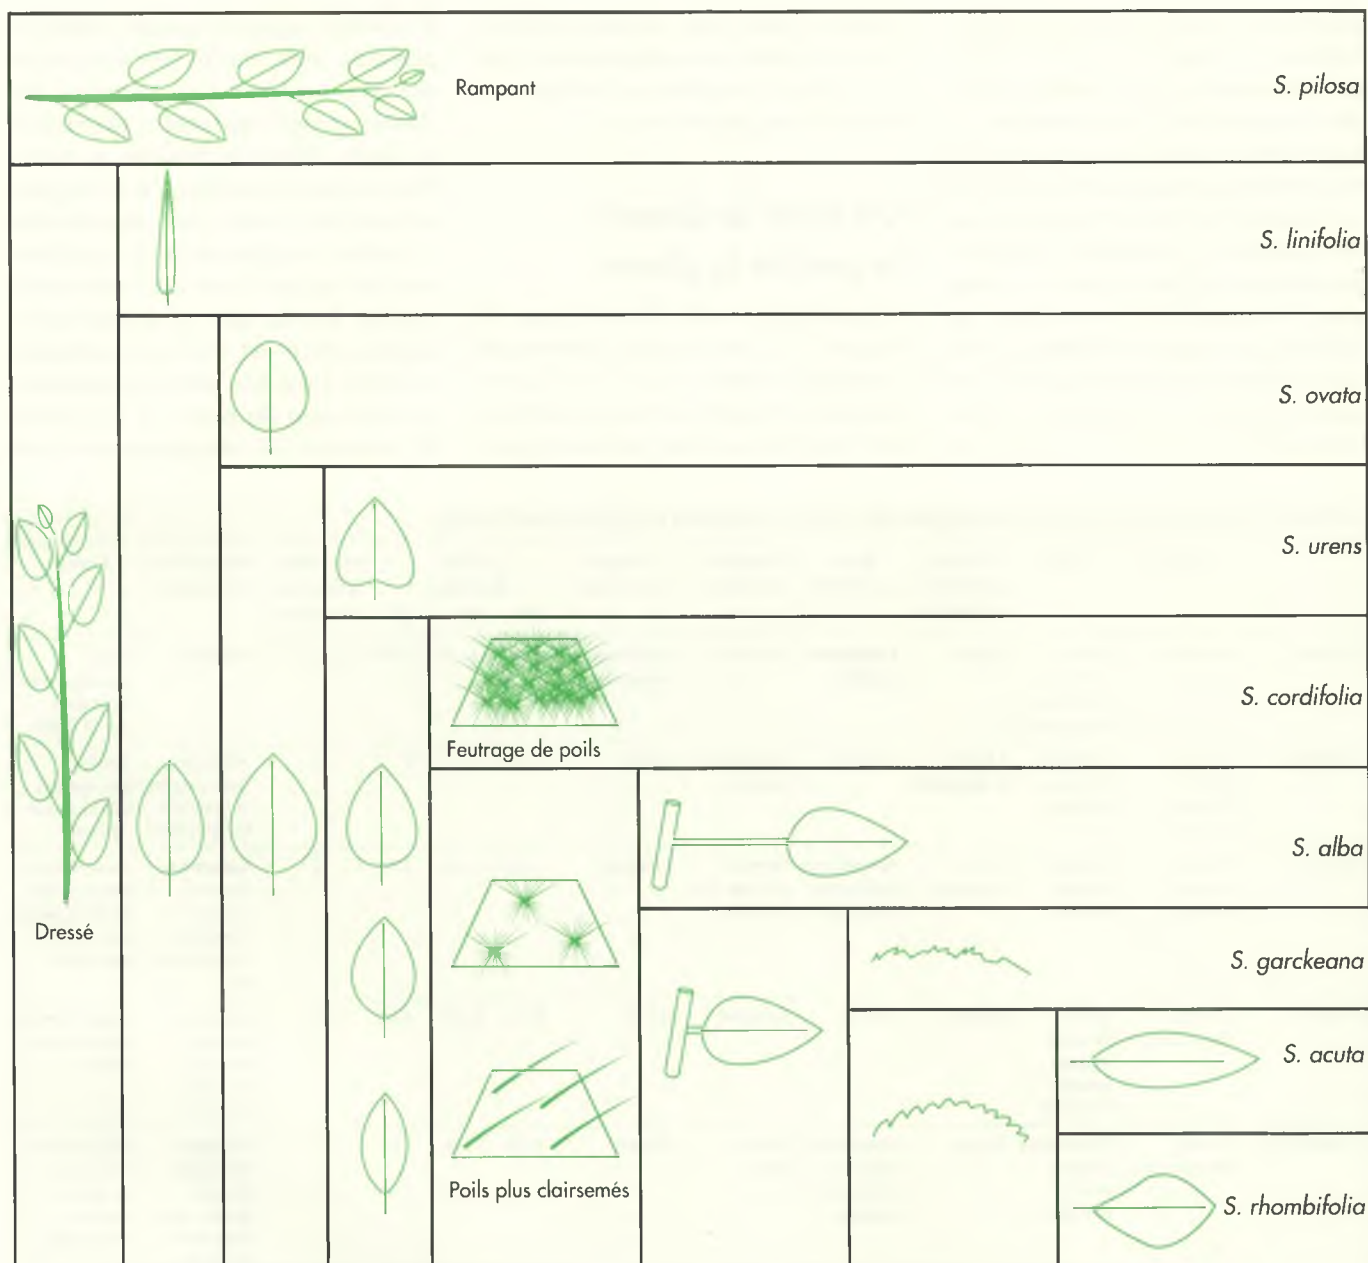 Rampant
S. pilosa
S. linifolia
S. ovata
S. urens
S. cordifolia
Feutrage de poils
S. alba
Dressé
S. garckeana
S. acuta
Poils plus clairsemés
S. rhombifolia